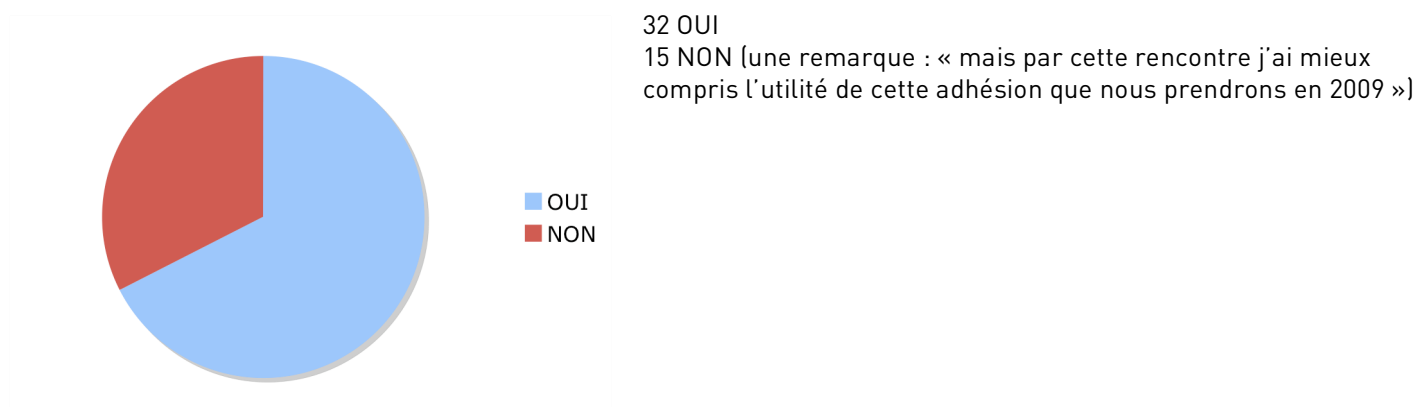 32 OUI
15 NON (une remarque : « mais par cette rencontre j’ai mieux
compris l’utilité de cette adhésion que nous prendrons en 2009 »)
OUI
NON